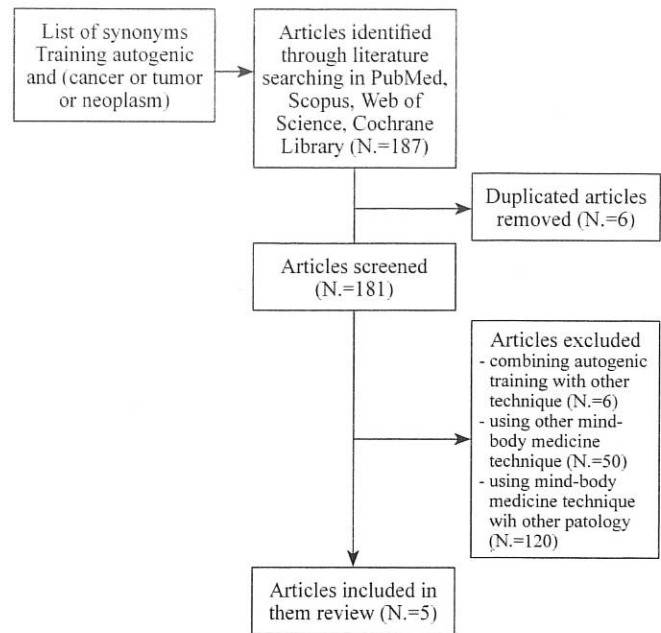 List of synonyms
Training autogenic
and (cancer or tumor
or neoplasm)
Articles identified
through literature
searching in PubMed,
Scopus, Web of
Science, Cochrane
Library (N.=187)
Duplicated articles
removed (N.=6)
Articles screened
(N.=181)
Articles excluded
- combining autogenic
training with other
technique (N.=6)
- using other mind-
body medicine
technique (N.=50)
- using mind-body
medicine technique
wih other patology
(N.=120)
Articles included in
them review (N.=5)